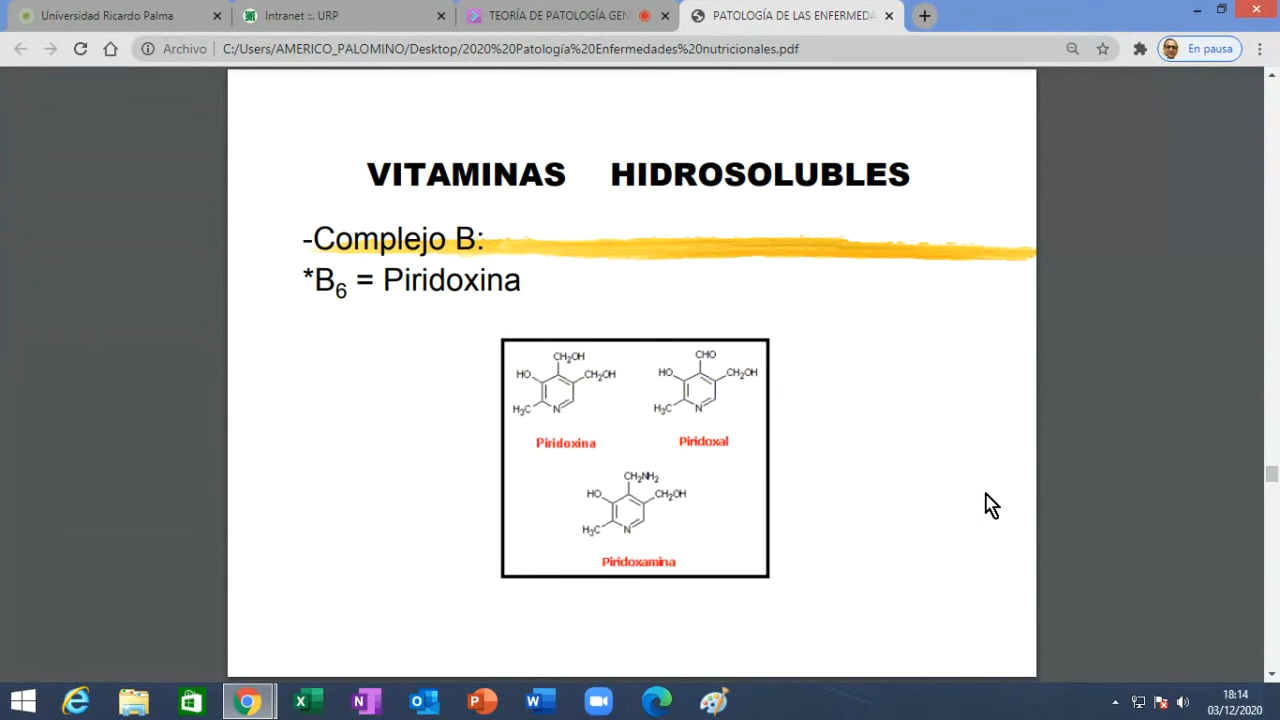 Universidad Ricardo Palma
Intranet ::. URP
TEORÍA DE PATOLOGÍA GEN
PATOLOGÍA DE LAS ENFERMEDA
Archivo
C:/Users/AMERICO_PALOMINO/Desktop/2020%20Patología%20Enfermedades%20nutricionales.pdf
En pausa
VITAMINAS HIDROSOLUBLES
-Complejo B:
*B6 = Piridoxina
CH2OH
HO
CH2OH
H3C
N
Piridoxina
CHO
HO
CH2OH
H3C
N
Piridoxal
CH2NH2
HO
CH2OH
H3C
N
Piridoxamina
18:14
03/12/2020